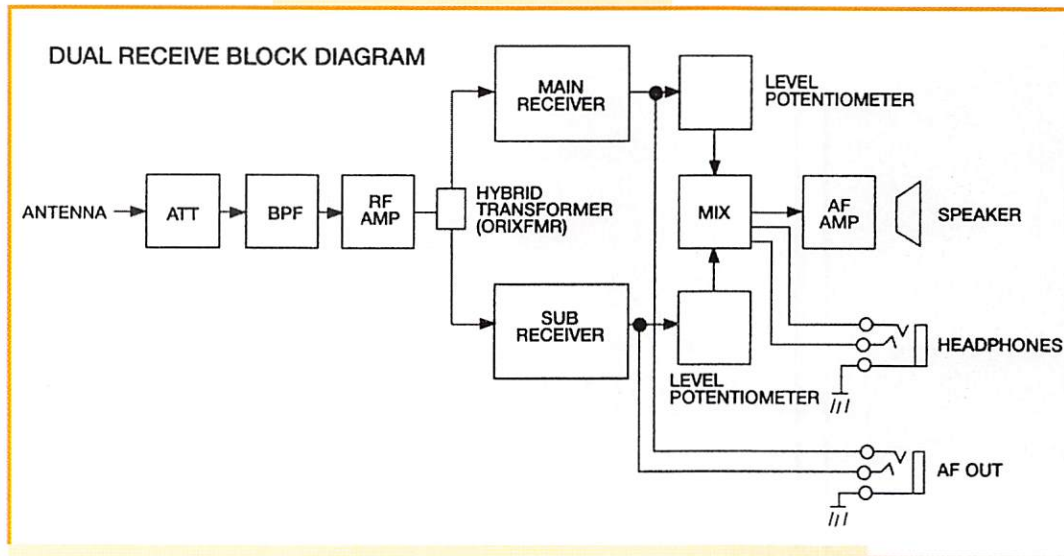 DUAL RECEIVE BLOCK DIAGRAM
MAIN
RECEIVER
LEVEL
POTENTIOMETER
ANTENNA
ATT
BPF
RF
AMP
HYBRID
TRANSFORMER
(ORIXFMR)
MIX
AF
AMP
SPEAKER
SUB
RECEIVER
LEVEL
POTENTIOMETER
HEADPHONES
AF OUT